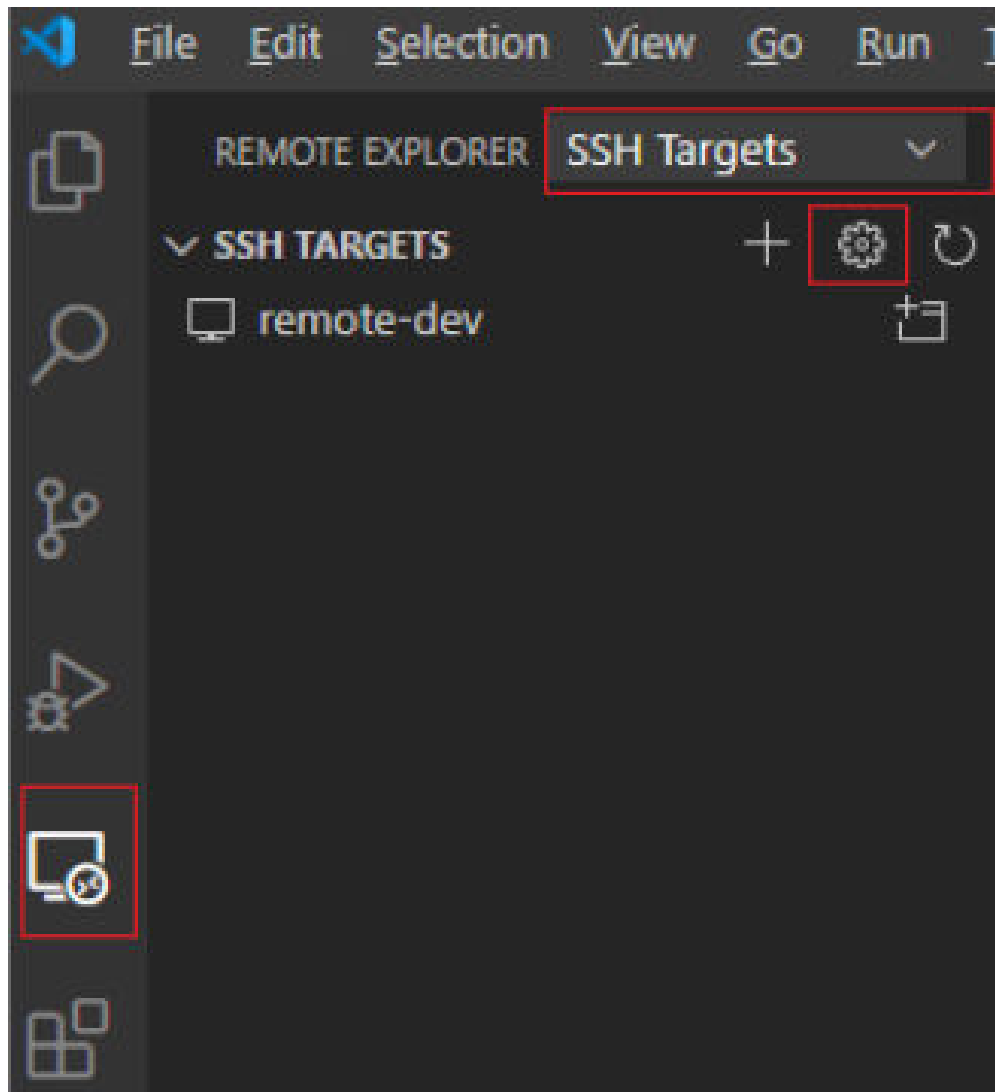 File Edit Selection View Go Run
REMOTE EXPLORER SSH Targets
SSH TARGETS
remote-dev